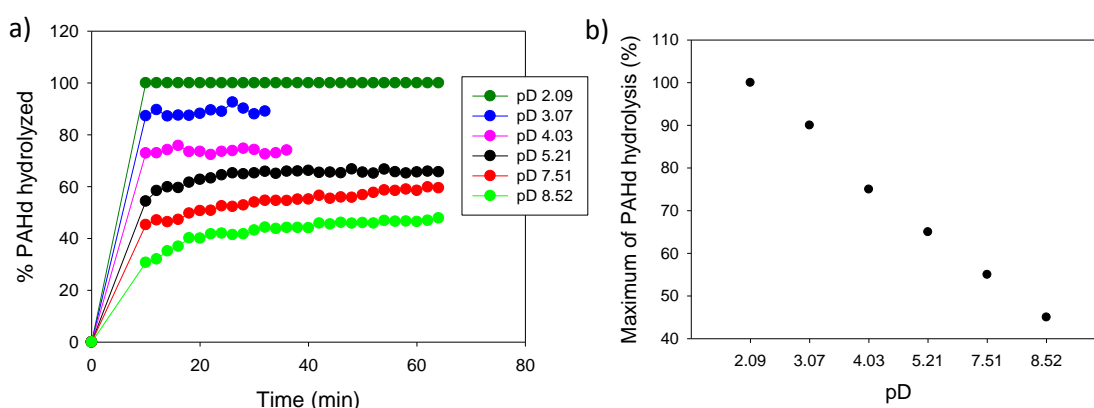 a)
% PAHd hydrolyzed
120
100
80
60
40
20
0
0
20
40
60
80
Time (min)
pD 2.09
pD 3.07
pD 4.03
pD 5.21
pD 7.51
pD 8.52
b)
Maximum of PAHd hydrolysis (%)
110
100
90
80
70
60
50
40
2.09
3.07
4.03
5.21
7.51
8.52
pD